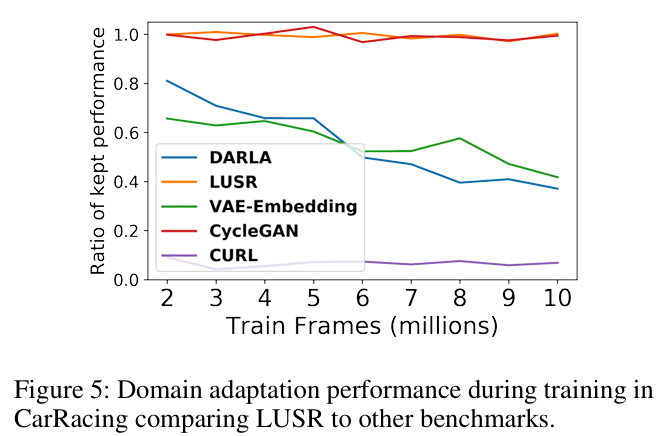 Ratio of kept performance
1.0
0.8
0.6
0.4
0.2
0.0
DARLA
LUSR
VAE-Embedding
CycleGAN
CURL
2 3 4 5 6 7 8 9 10
Train Frames (millions)
Figure 5: Domain adaptation performance during training in
CarRacing comparing LUSR to other benchmarks.